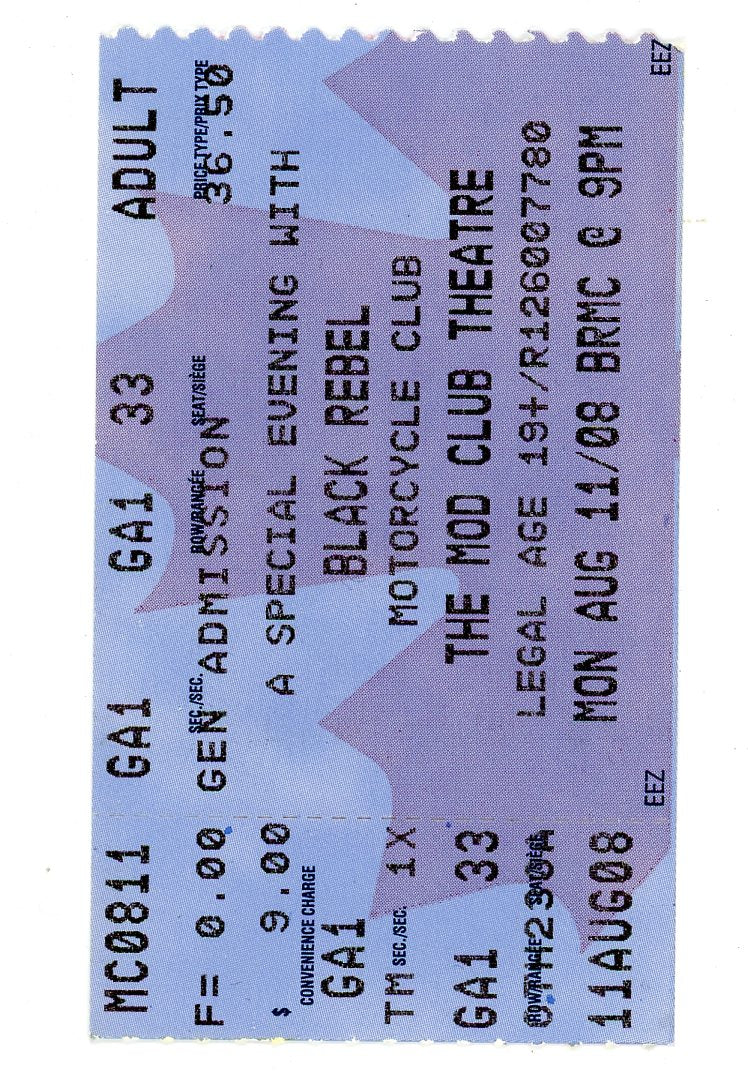 MC0811 GA1 GA1 33 ADULT
SEC./SEC. ROW/RANGÉE SEAT/SIÈGE PRICE TYPE/PRIX TYPE
F= 0.00 GEN ADMISSION 36.50
$ 9.00 A SPECIAL EVENING WITH
CONVENIENCE CHARGE
GA1 BLACK REBEL
TM 1X MOTORCYCLE CLUB
SEC./SEC.
GA1 33 THE MOD CLUB THEATRE
ROW/RANGÉE SEAT/SIÈGE
LEGAL AGE 19+/R126007780
11AUG08 MON AUG 11/08 BRMC @ 9PM
EEZ EEZ